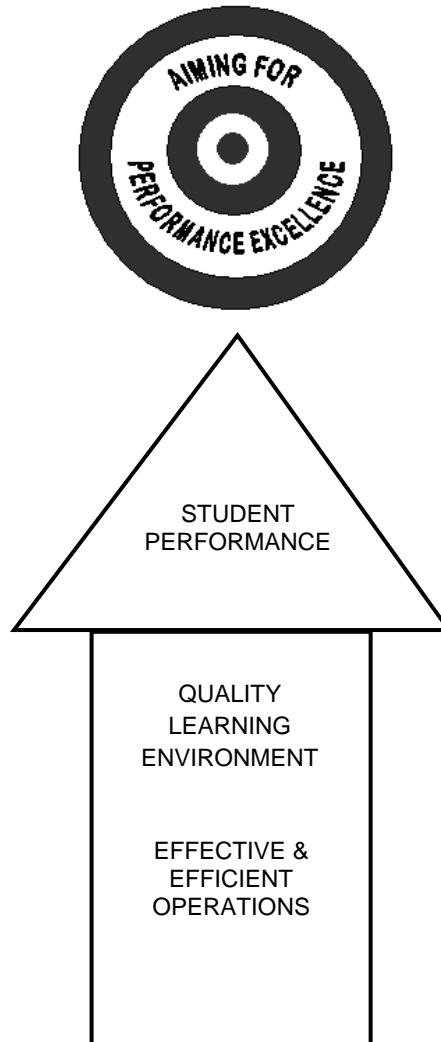 AIMING FOR
PERFORMANCE EXCELLENCE
STUDENT
PERFORMANCE
QUALITY
LEARNING
ENVIRONMENT
EFFECTIVE &
EFFICIENT
OPERATIONS